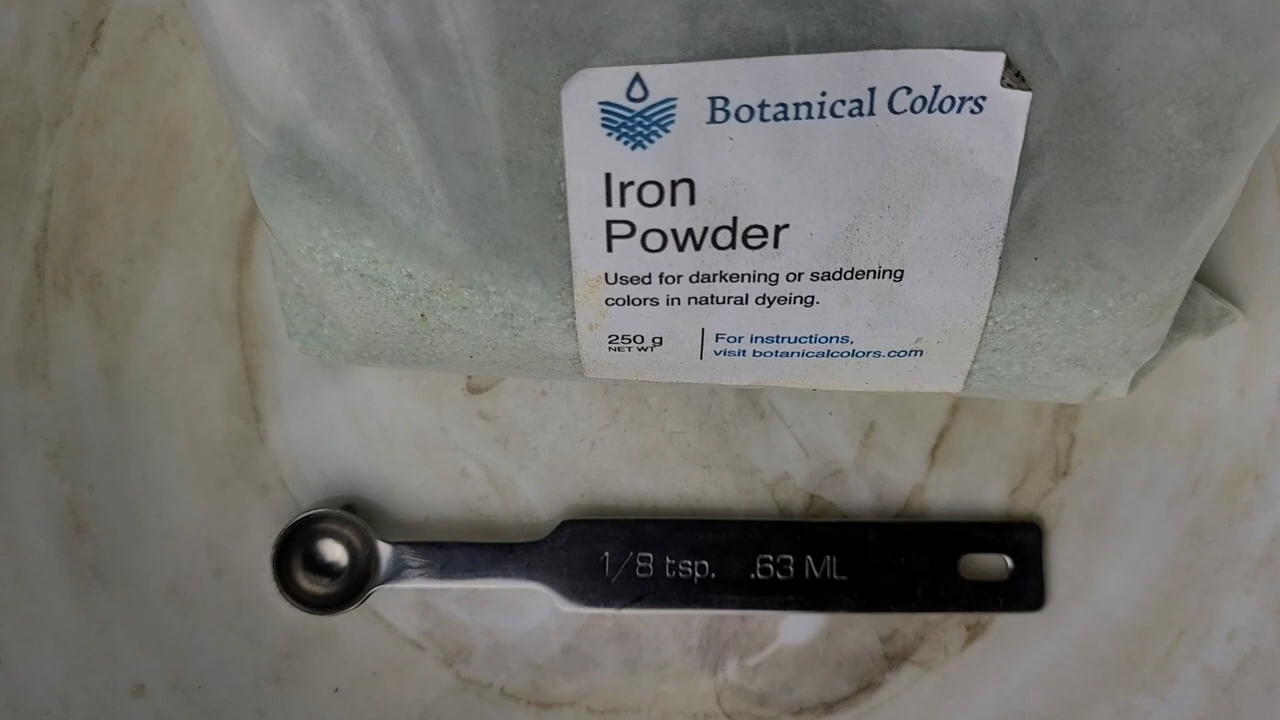 Botanical Colors
Iron
Powder
Used for darkening or saddening
colors in natural dyeing.
250 g
NET WT
For instructions,
visit botanicalcolors.com
1/8 tsp. .63 ML